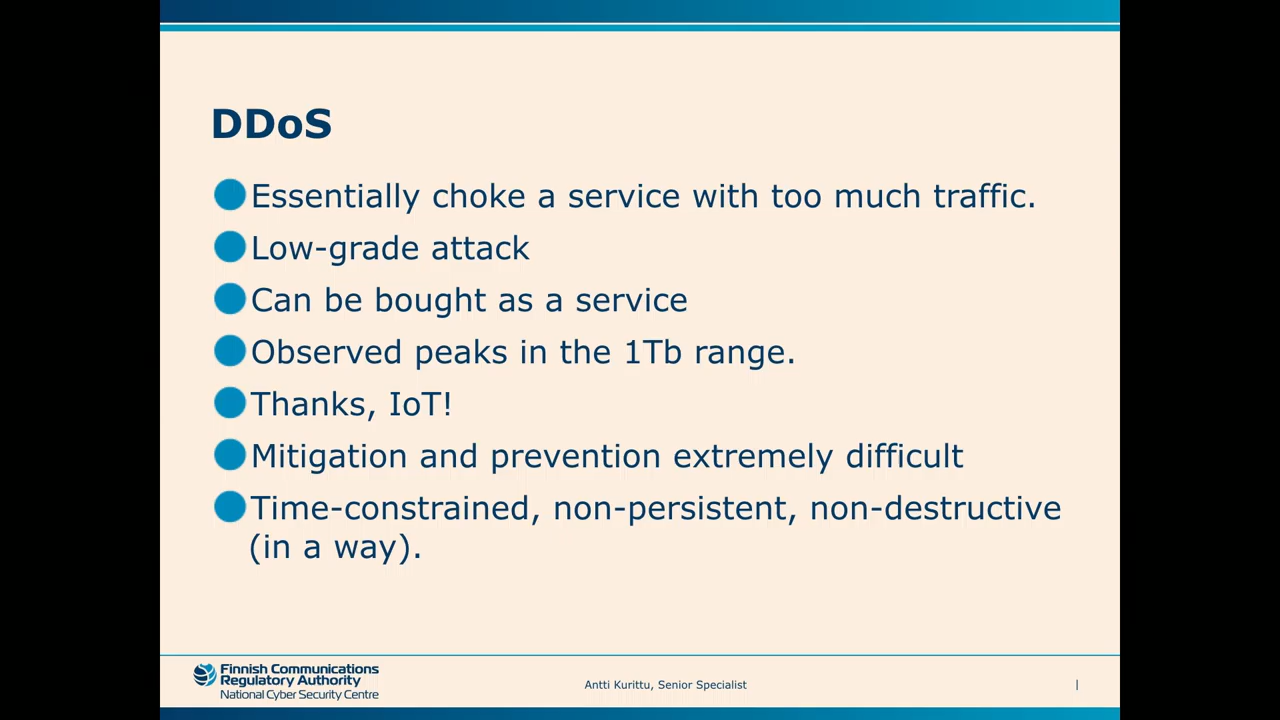 DDoS
Essentially choke a service with too much traffic.
Low-grade attack
Can be bought as a service
Observed peaks in the 1Tb range.
Thanks, IoT!
Mitigation and prevention extremely difficult
Time-constrained, non-persistent, non-destructive
(in a way).
Finnish Communications
Regulatory Authority
National Cyber Security Centre
Antti Kurittu, Senior Specialist
|